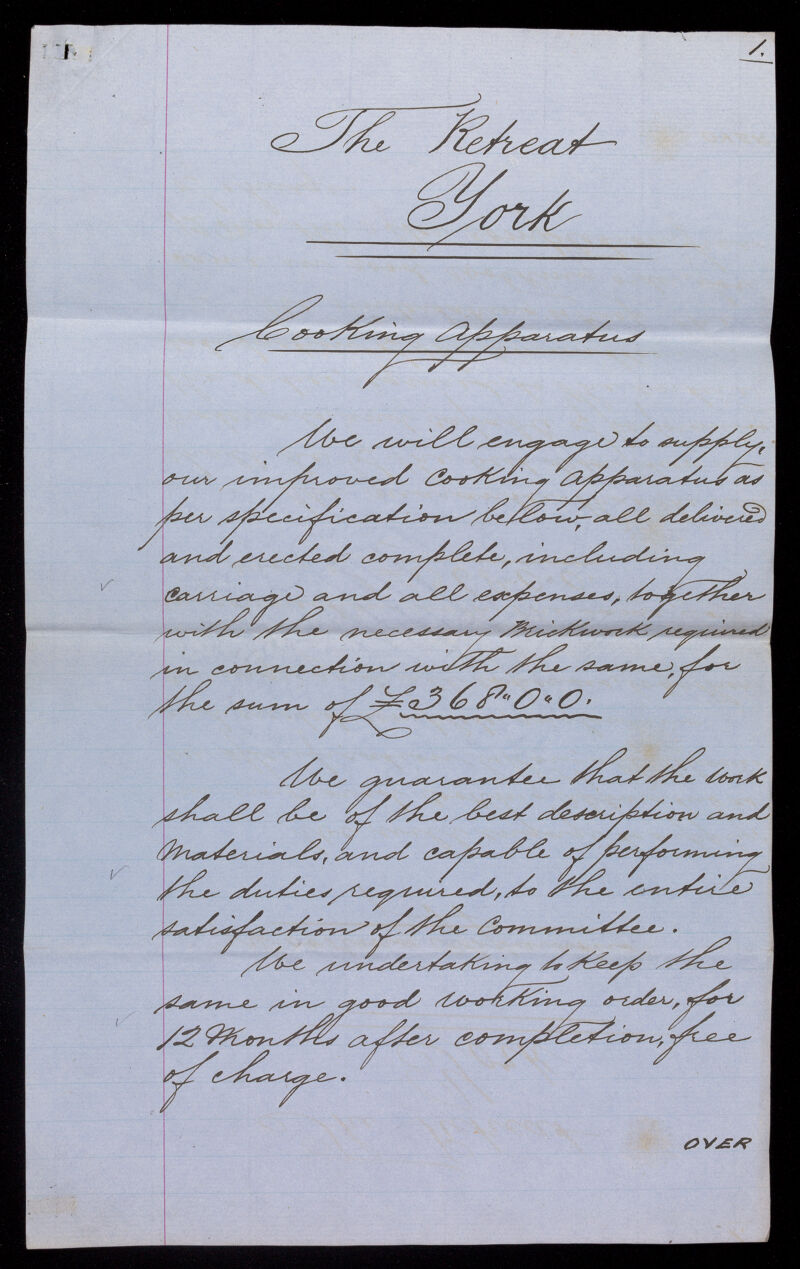 1.
The Retreat
York
Cooking Apparatus
We will engage to supply,
our improved Cooking Apparatus as
per specification below, all delivered
and erected complete, including
carriage and all expenses, together
with the necessary Brickwork required
in connection with the same, for
the sum of £368"0"0.
We guarantee that the work
shall be of the best description and
Materials, and capable of performing
the duties required, to the entire
satisfaction of the Committee.
We undertaking to keep the
same in good working order, for
12 Months after completion, free
of charge.
OVER